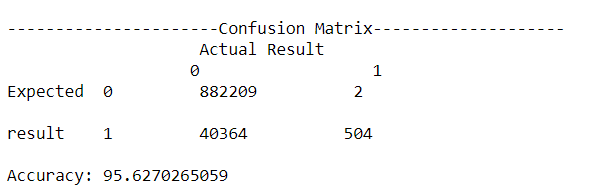 ----------------------Confusion Matrix--------------------
Actual Result
0 1
Expected 0 882209 2
result 1 40364 504
Accuracy: 95.6270265059